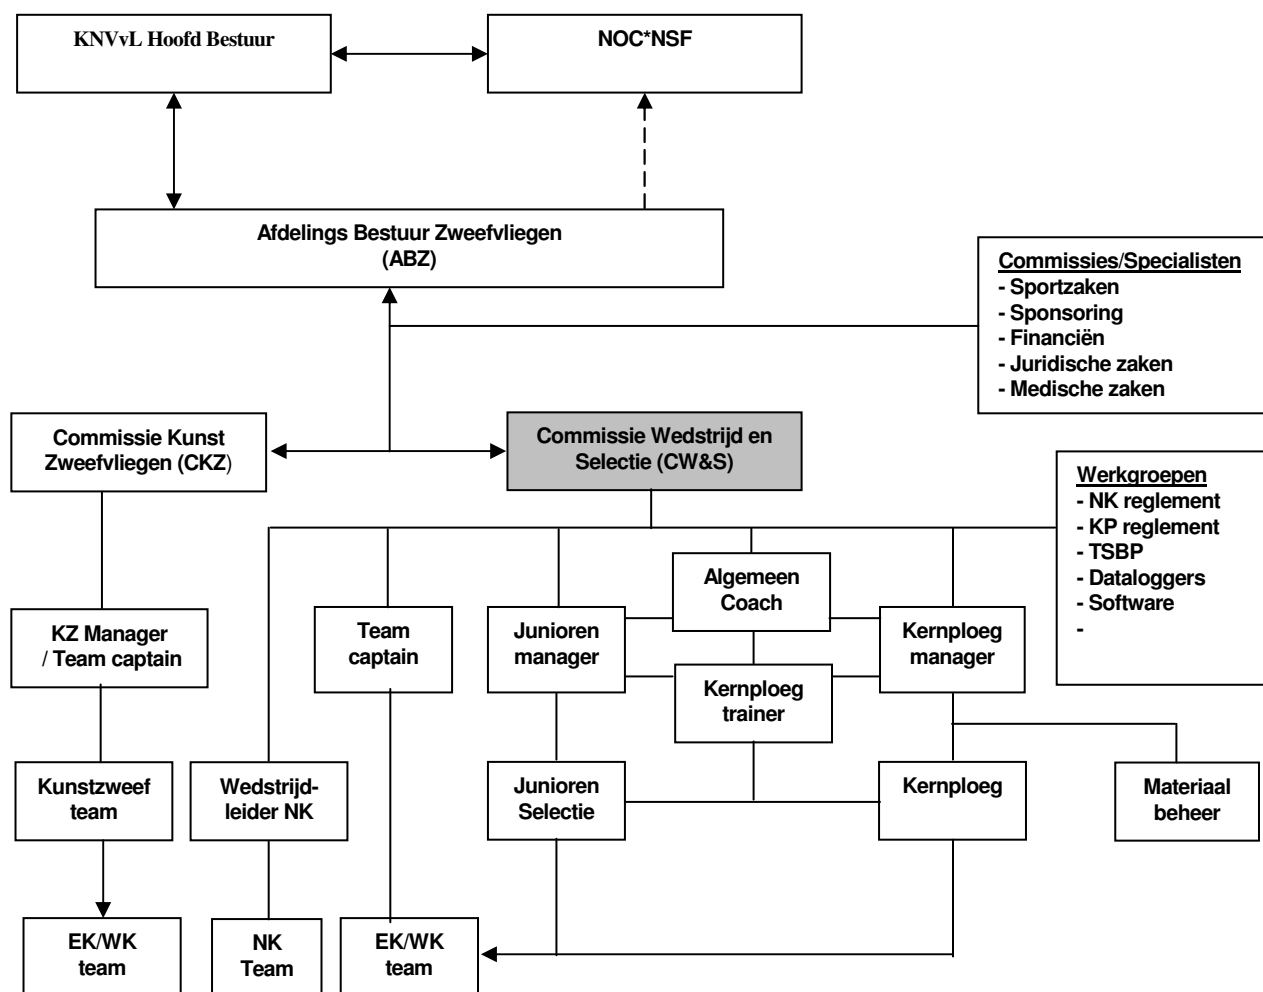 KNVvL Hoofd Bestuur
NOC*NSF
Afdelings Bestuur Zweefvliegen
(ABZ)
Commissies/Specialisten
- Sportzaken
- Sponsoring
- Financiën
- Juridische zaken
- Medische zaken
Commissie Kunst
Zweefvliegen (CKZ)
Commissie Wedstrijd en
Selectie (CW&S)
Werkgroepen
- NK reglement
- KP reglement
- TSBP
- Dataloggers
- Software
-
Algemeen
Coach
KZ Manager
/ Team captain
Team
captain
Junioren
manager
Kernploeg
manager
Kernploeg
trainer
Kunstzweef
team
Wedstrijd-
leider NK
Junioren
Selectie
Kernploeg
Materiaal
beheer
EK/WK
team
NK
Team
EK/WK
team